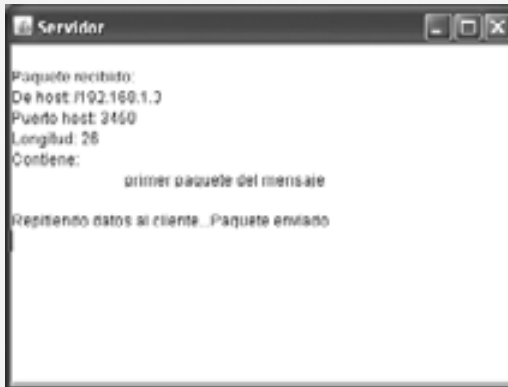 Servidor
Paquete recibido:
De host: /192.168.1.3
Puerto host: 3460
Longitud: 26
Contiene:
primer paquete del mensaje
Repitiendo datos al cliente...Paquete enviado